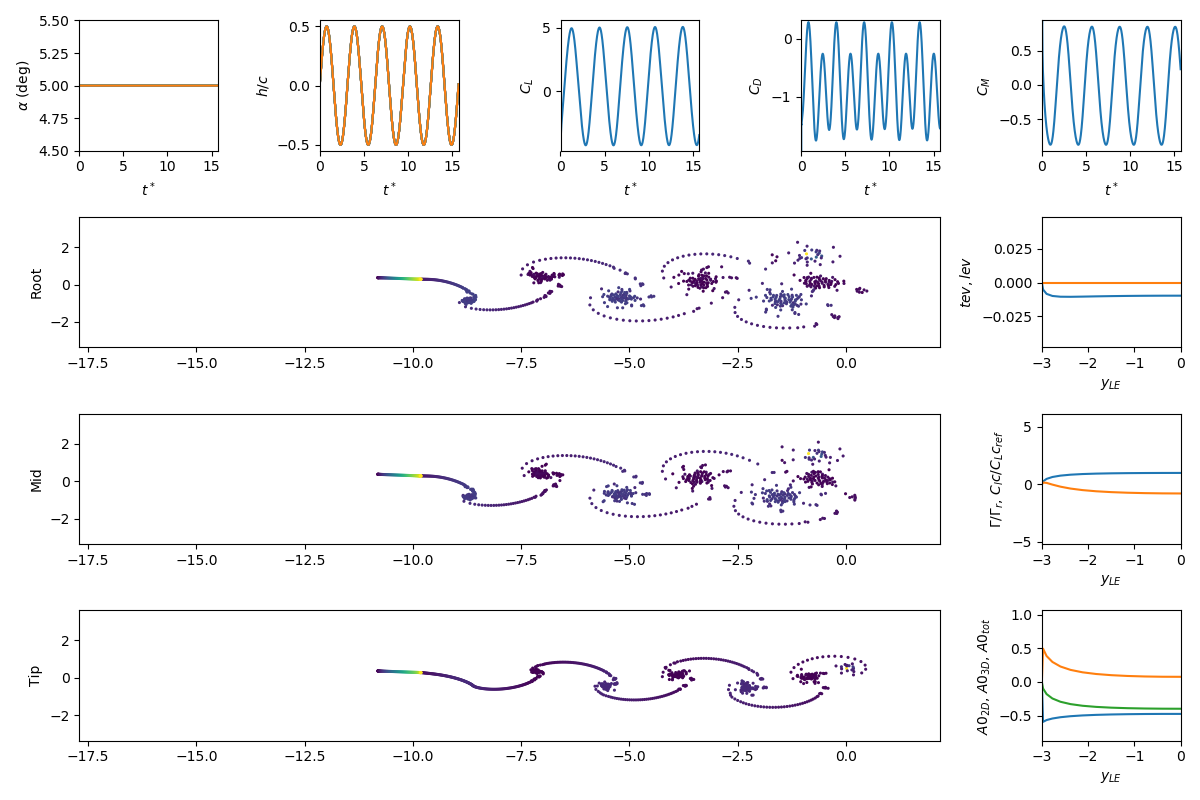 5.50
5.25
5.00
4.75
4.50
α (deg)
0 5 10 15
t*
0.5
0.0
−0.5
h/c
0 5 10 15
t*
5
0
C_L
0 5 10 15
t*
0
−1
C_D
0 5 10 15
t*
0.5
0.0
−0.5
C_M
0 5 10 15
t*
Root
2
0
−2
−17.5 −15.0 −12.5 −10.0 −7.5 −5.0 −2.5 0.0
tev, lev
0.025
0.000
−0.025
−3 −2 −1 0
y_LE
Mid
2
0
−2
−17.5 −15.0 −12.5 −10.0 −7.5 −5.0 −2.5 0.0
Γ/Γ_r, C_l c/C_L c_ref
5
0
−5
−3 −2 −1 0
y_LE
Tip
2
0
−2
−17.5 −15.0 −12.5 −10.0 −7.5 −5.0 −2.5 0.0
A0_2D, A0_3D, A0_tot
1.0
0.5
0.0
−0.5
−3 −2 −1 0
y_LE